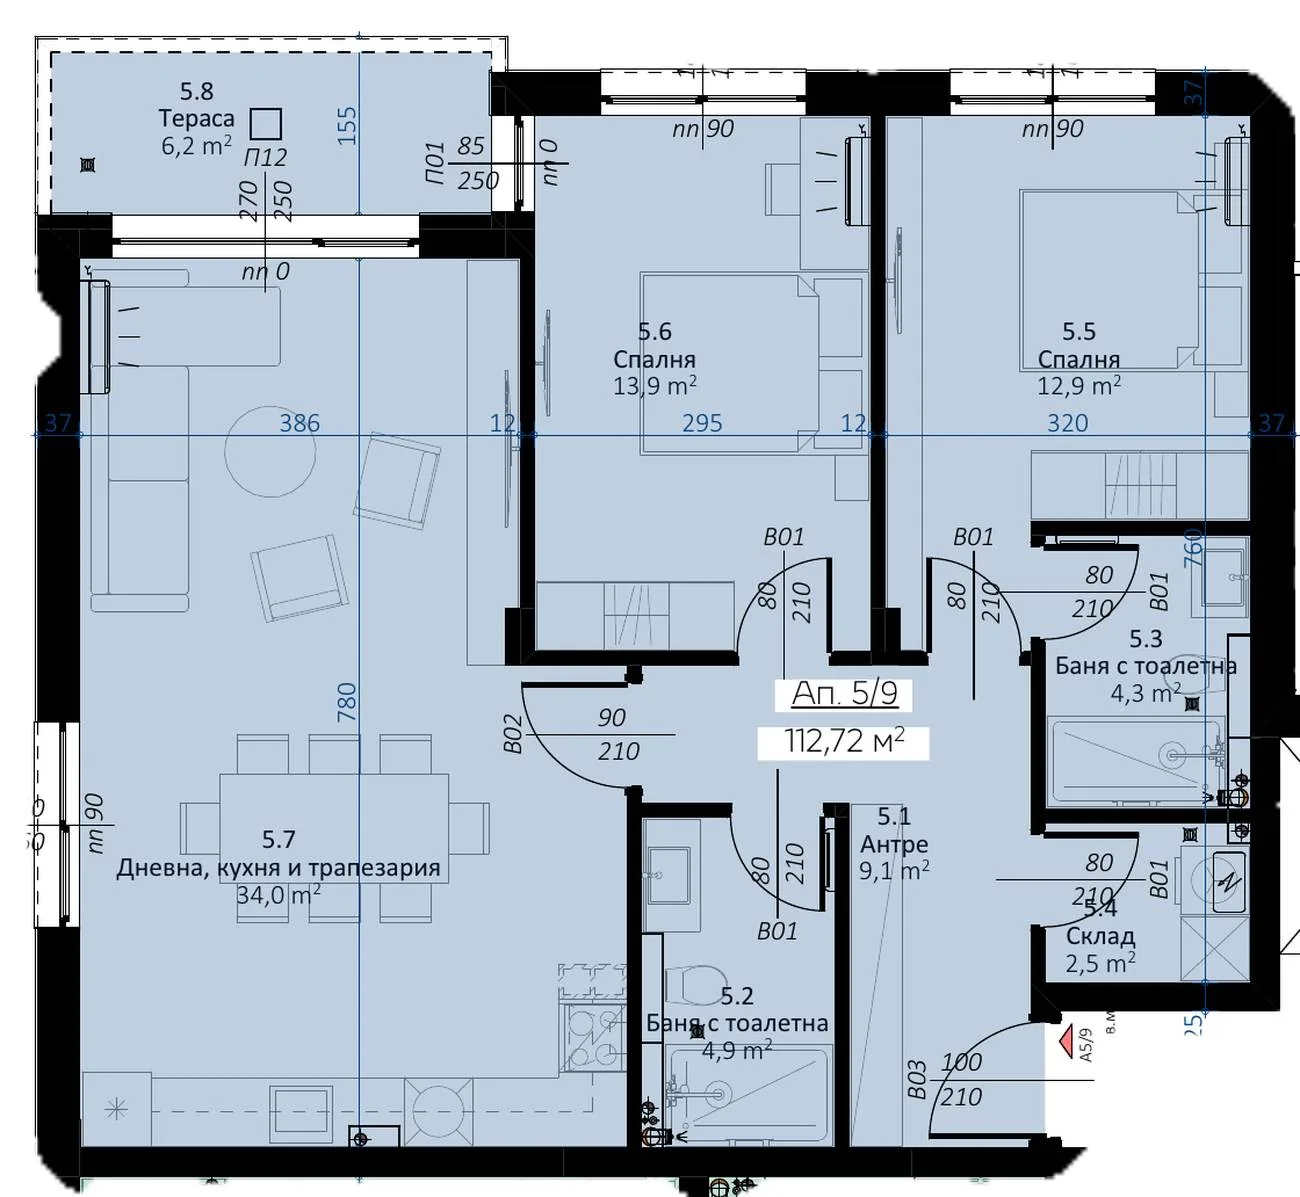 5.8
Тераса
6,2 m²
П12
270
250
155
П01
85
250
пп 0
пп 0
пп 90
пп 90
37
5.6
Спалня
13,9 m²
5.5
Спалня
12,9 m²
37
386
12
295
12
320
37
В01
80
210
В01
80
210
760
80
210
В01
5.3
Баня с тоалетна
4,3 m²
Ап. 5/9
112,72 м²
780
В02
90
210
пп 90
5.7
Дневна, кухня и трапезария
34,0 m²
80
210
В01
5.1
Антре
9,1 m²
80
210
В01
5.4
Склад
2,5 m²
5.2
Баня с тоалетна
4,9 m²
В03
100
210
А5/9
в.м
25